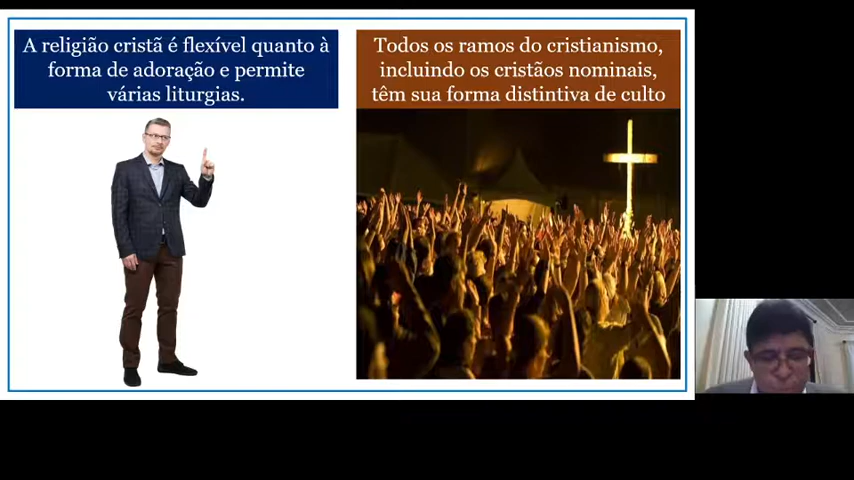 A religião cristã é flexível quanto à
forma de adoração e permite
várias liturgias.
Todos os ramos do cristianismo,
incluindo os cristãos nominais,
têm sua forma distintiva de culto